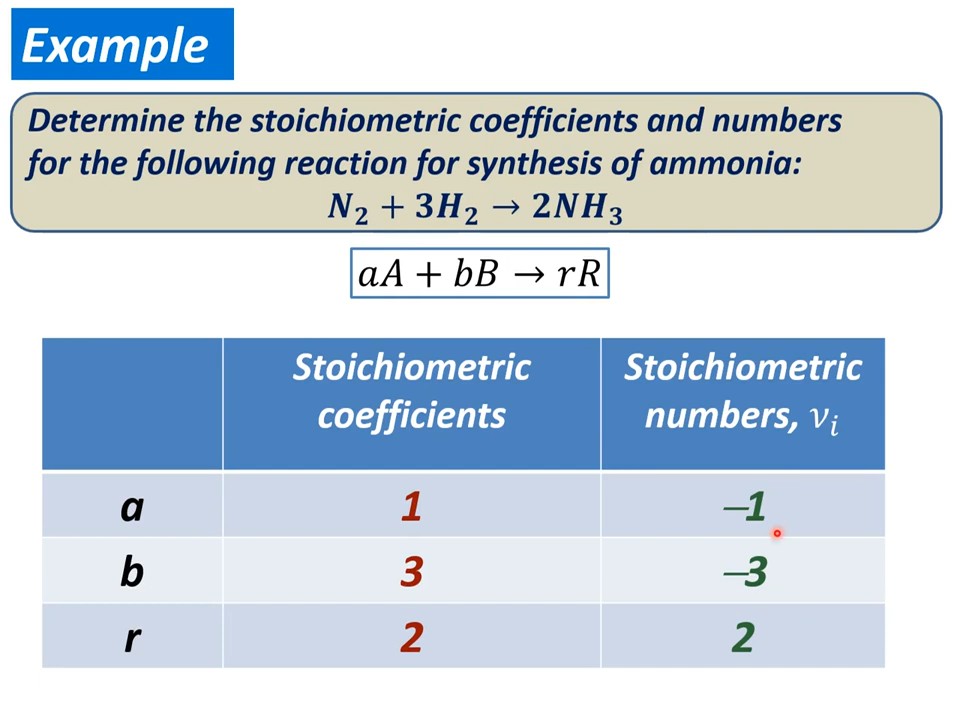 Example
Determine the stoichiometric coefficients and numbers
for the following reaction for synthesis of ammonia:
N₂ + 3H₂ → 2NH₃
aA + bB → rR
Stoichiometric coefficients | Stoichiometric numbers, νᵢ
a 1 –1
b 3 –3
r 2 2